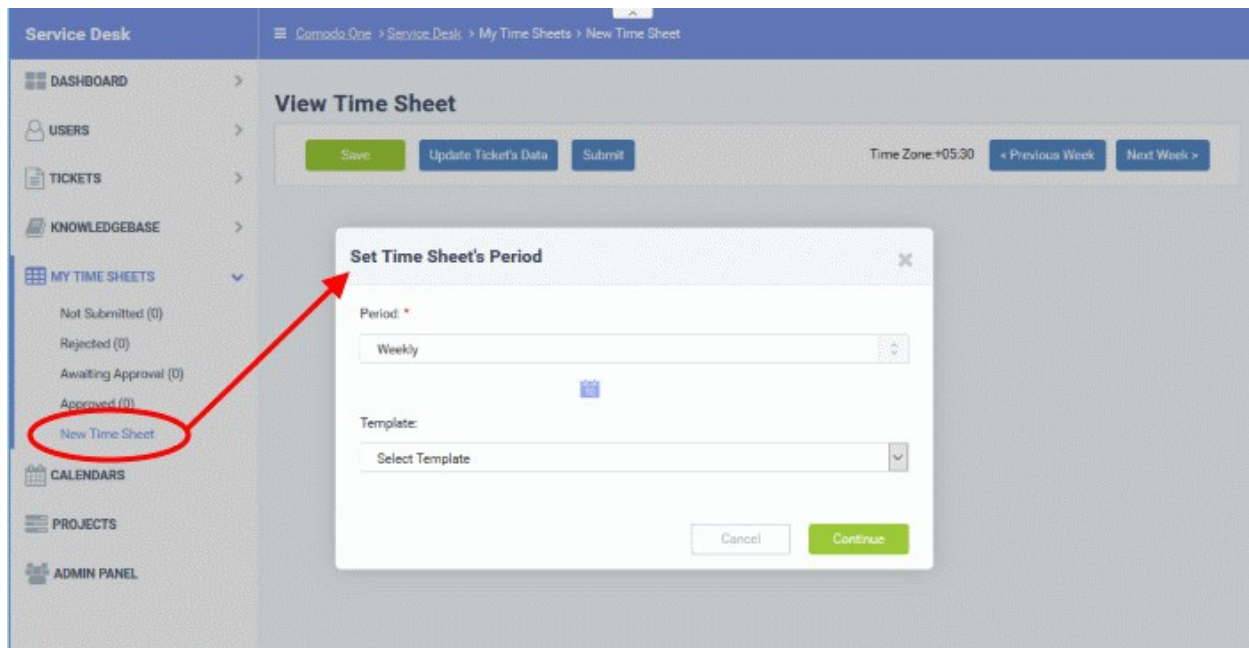 Service Desk
Comodo One > Service Desk > My Time Sheets > New Time Sheet
DASHBOARD
USERS
TICKETS
KNOWLEDGEBASE
MY TIME SHEETS
Not Submitted (0)
Rejected (0)
Awaiting Approval (0)
Approved (0)
New Time Sheet
CALENDARS
PROJECTS
ADMIN PANEL
View Time Sheet
Save Update Ticket's Data Submit Time Zone:+05:30 « Previous Week Next Week »
Set Time Sheet's Period
Period: *
Weekly
Template:
Select Template
Cancel Continue